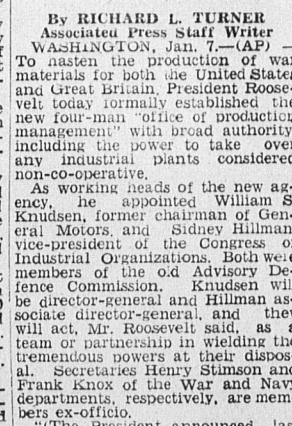 By RICHARD L. TURNER
Associated Press Staff Writer
WASHINGTON, Jan. 7.—(AP) —
To hasten the production of war
materials for both the United States
and Great Britain, President Roose-
velt today formally established the
new four-man "office of production
management" with broad authority
including the power to take over
any industrial plants considered
non-co-operative.
As working heads of the new ag-
ency, he appointed William S
Knudsen, former chairman of Gen-
eral Motors, and Sidney Hillman
vice-president of the Congress of
Industrial Organizations. Both were
members of the old Advisory De-
fence Commission. Knudsen will
be director-general and Hillman as-
sociate director-general, and they
will act, Mr. Roosevelt said, as a
team or partnership in wielding the
tremendous powers at their dispos-
al. Secretaries Henry Stimson and
Frank Knox of the War and Navy
departments, respectively, are mem-
bers ex-officio.
"(The President announced last